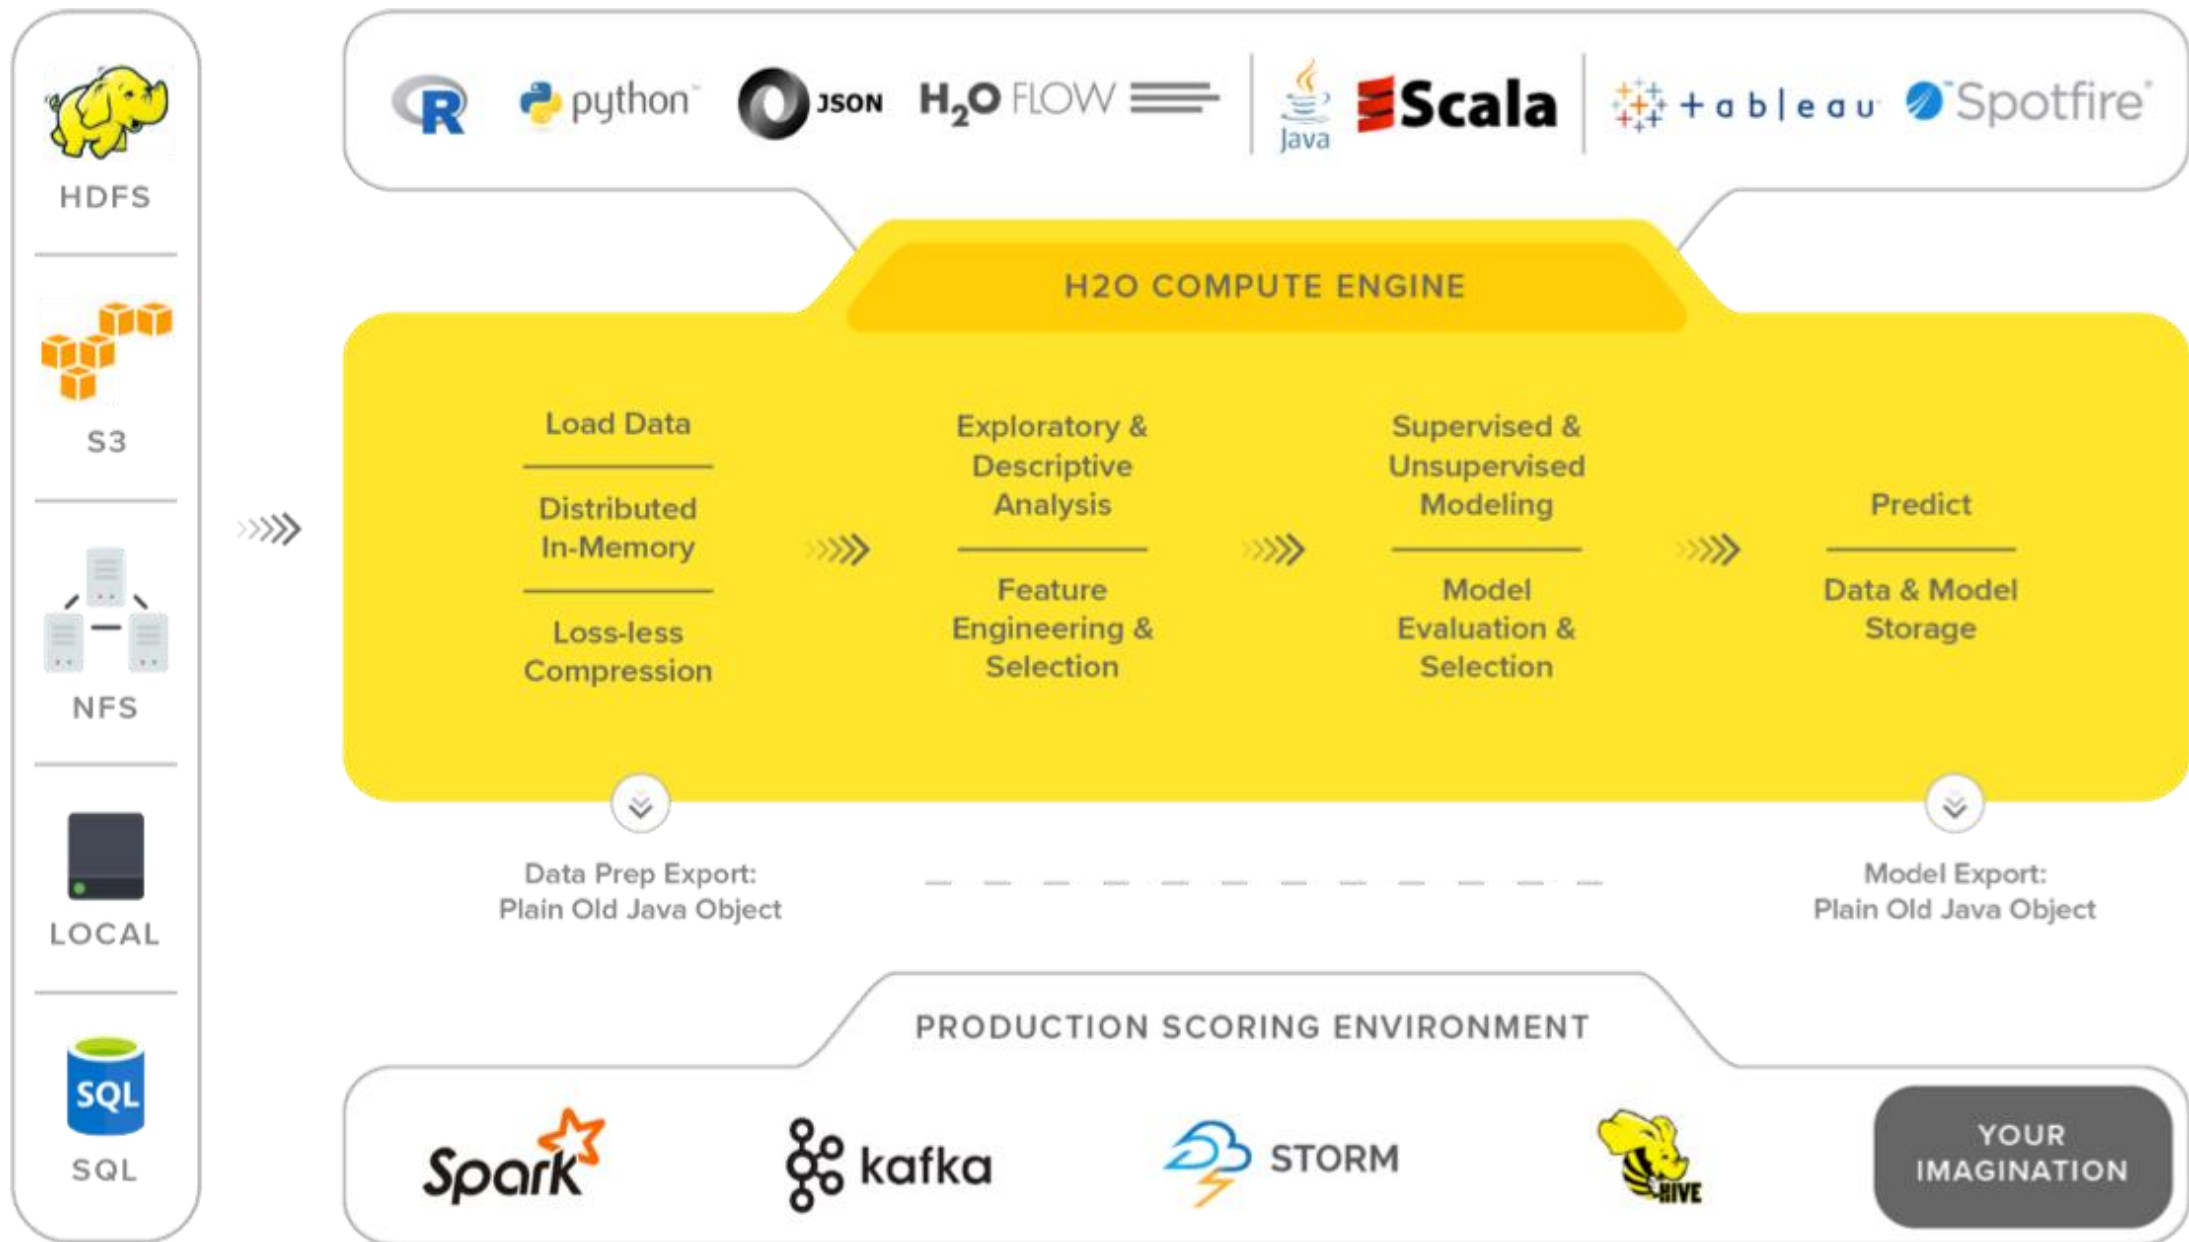 HDFS
S3
NFS
LOCAL
SQL
SQL
R
python™
JSON
H₂O FLOW
Java
Scala
+ a b | e a u
Spotfire®
H2O COMPUTE ENGINE
Load Data
Distributed
In-Memory
Loss-less
Compression
Exploratory &
Descriptive
Analysis
Feature
Engineering &
Selection
Supervised &
Unsupervised
Modeling
Model
Evaluation &
Selection
Predict
Data & Model
Storage
Data Prep Export:
Plain Old Java Object
Model Export:
Plain Old Java Object
PRODUCTION SCORING ENVIRONMENT
Spark
kafka
STORM
HIVE
YOUR
IMAGINATION